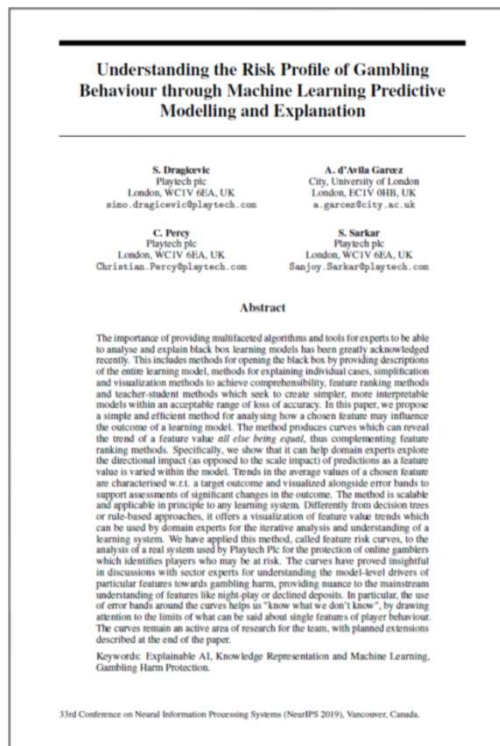 Understanding the Risk Profile of Gambling
Behaviour through Machine Learning Predictive
Modelling and Explanation
S. Dragicevic
Playtech plc
London, WC1V 6EA, UK
simo.dragicevic@playtech.com
A. d'Avila Garcez
City, University of London
London, EC1V 0HB, UK
a.garcez@city.ac.uk
C. Percy
Playtech plc
London, WC1V 6EA, UK
Christian.Percy@playtech.com
S. Sarkar
Playtech plc
London, WC1V 6EA, UK
Sanjoy.Sarkar@playtech.com
Abstract
The importance of providing multifaceted algorithms and tools for experts to be able
to analyse and explain black box learning models has been greatly acknowledged
recently. This includes methods for opening the black box by providing descriptions
of the entire learning model, methods for explaining individual cases, simplification
and visualization methods to achieve comprehensibility, feature ranking methods
and teacher-student methods which seek to create simpler, more interpretable
models within an acceptable range of loss of accuracy. In this paper, we propose
a simple and efficient method for analysing how a chosen feature may influence
the outcome of a learning model. The method produces curves which can reveal
the trend of a feature value all else being equal, thus complementing feature
ranking methods. Specifically, we show that it can help domain experts explore
the directional impact (as opposed to the scale impact) of predictions as a feature
value is varied within the model. Trends in the average values of a chosen feature
are characterised w.r.t. a target outcome and visualized alongside error bands to
support assessments of significant changes in the outcome. The method is scalable
and applicable in principle to any learning system. Differently from decision trees
or rule-based approaches, it offers a visualization of feature value trends which
can be used by domain experts for the iterative analysis and understanding of a
learning system. We have applied this method, called feature risk curves, to the
analysis of a real system used by Playtech Plc for the protection of online gamblers
which identifies players who may be at risk. The curves have proved insightful
in discussions with sector experts for understanding the model-level drivers of
particular features towards gambling harm, providing nuance to the mainstream
understanding of features like night-play or declined deposits. In particular, the use
of error bands around the curves helps us "know what we don't know", by drawing
attention to the limits of what can be said about single features of player behaviour.
The curves remain an active area of research for the team, with planned extensions
described at the end of the paper.
Keywords: Explainable AI, Knowledge Representation and Machine Learning,
Gambling Harm Protection.
33rd Conference on Neural Information Processing Systems (NeurIPS 2019), Vancouver, Canada.